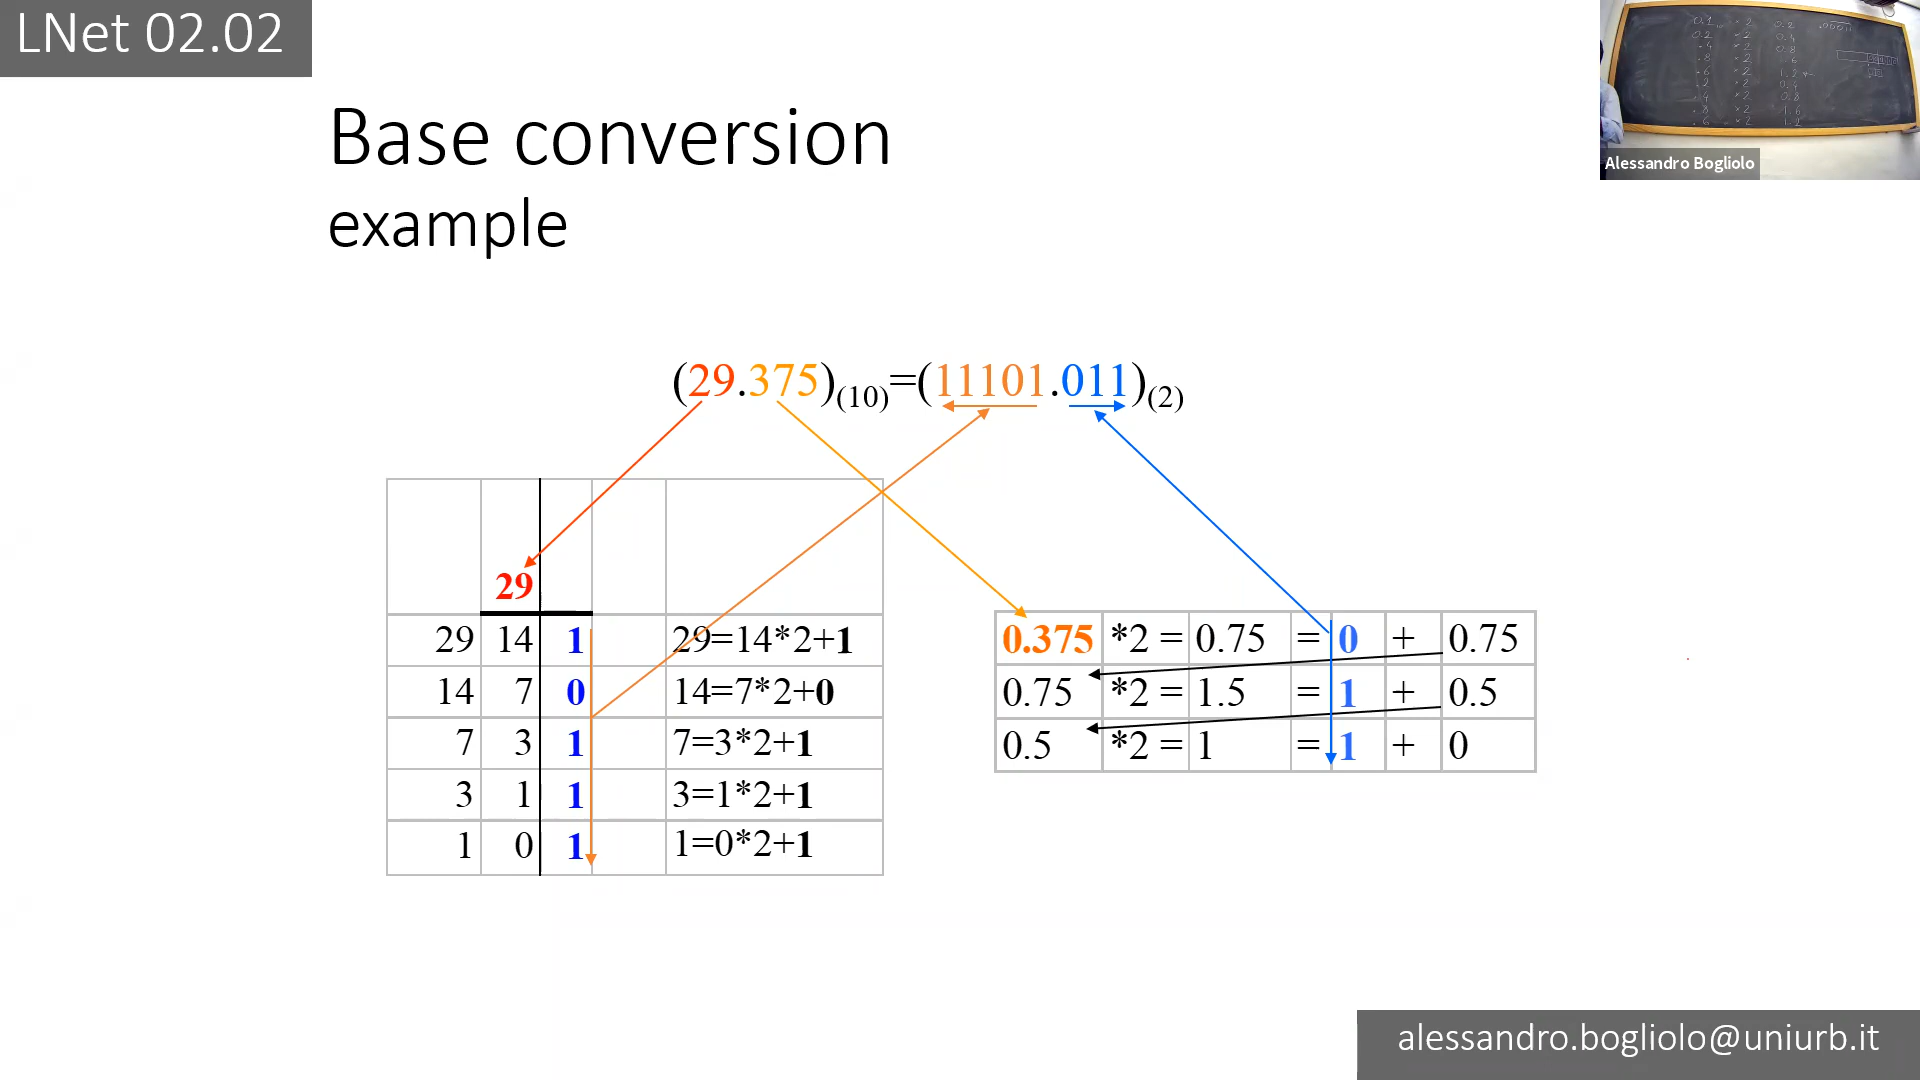 LNet 02.02
Alessandro Bogliolo
Base conversion
example
(29.375)(10)=(11101.011)(2)
29
29 14 1 29=14*2+1
14 7 0 14=7*2+0
7 3 1 7=3*2+1
3 1 1 3=1*2+1
1 0 1 1=0*2+1
0.375 *2 = 0.75 = 0 + 0.75
0.75 *2 = 1.5 = 1 + 0.5
0.5 *2 = 1 = 1 + 0
alessandro.bogliolo@uniurb.it